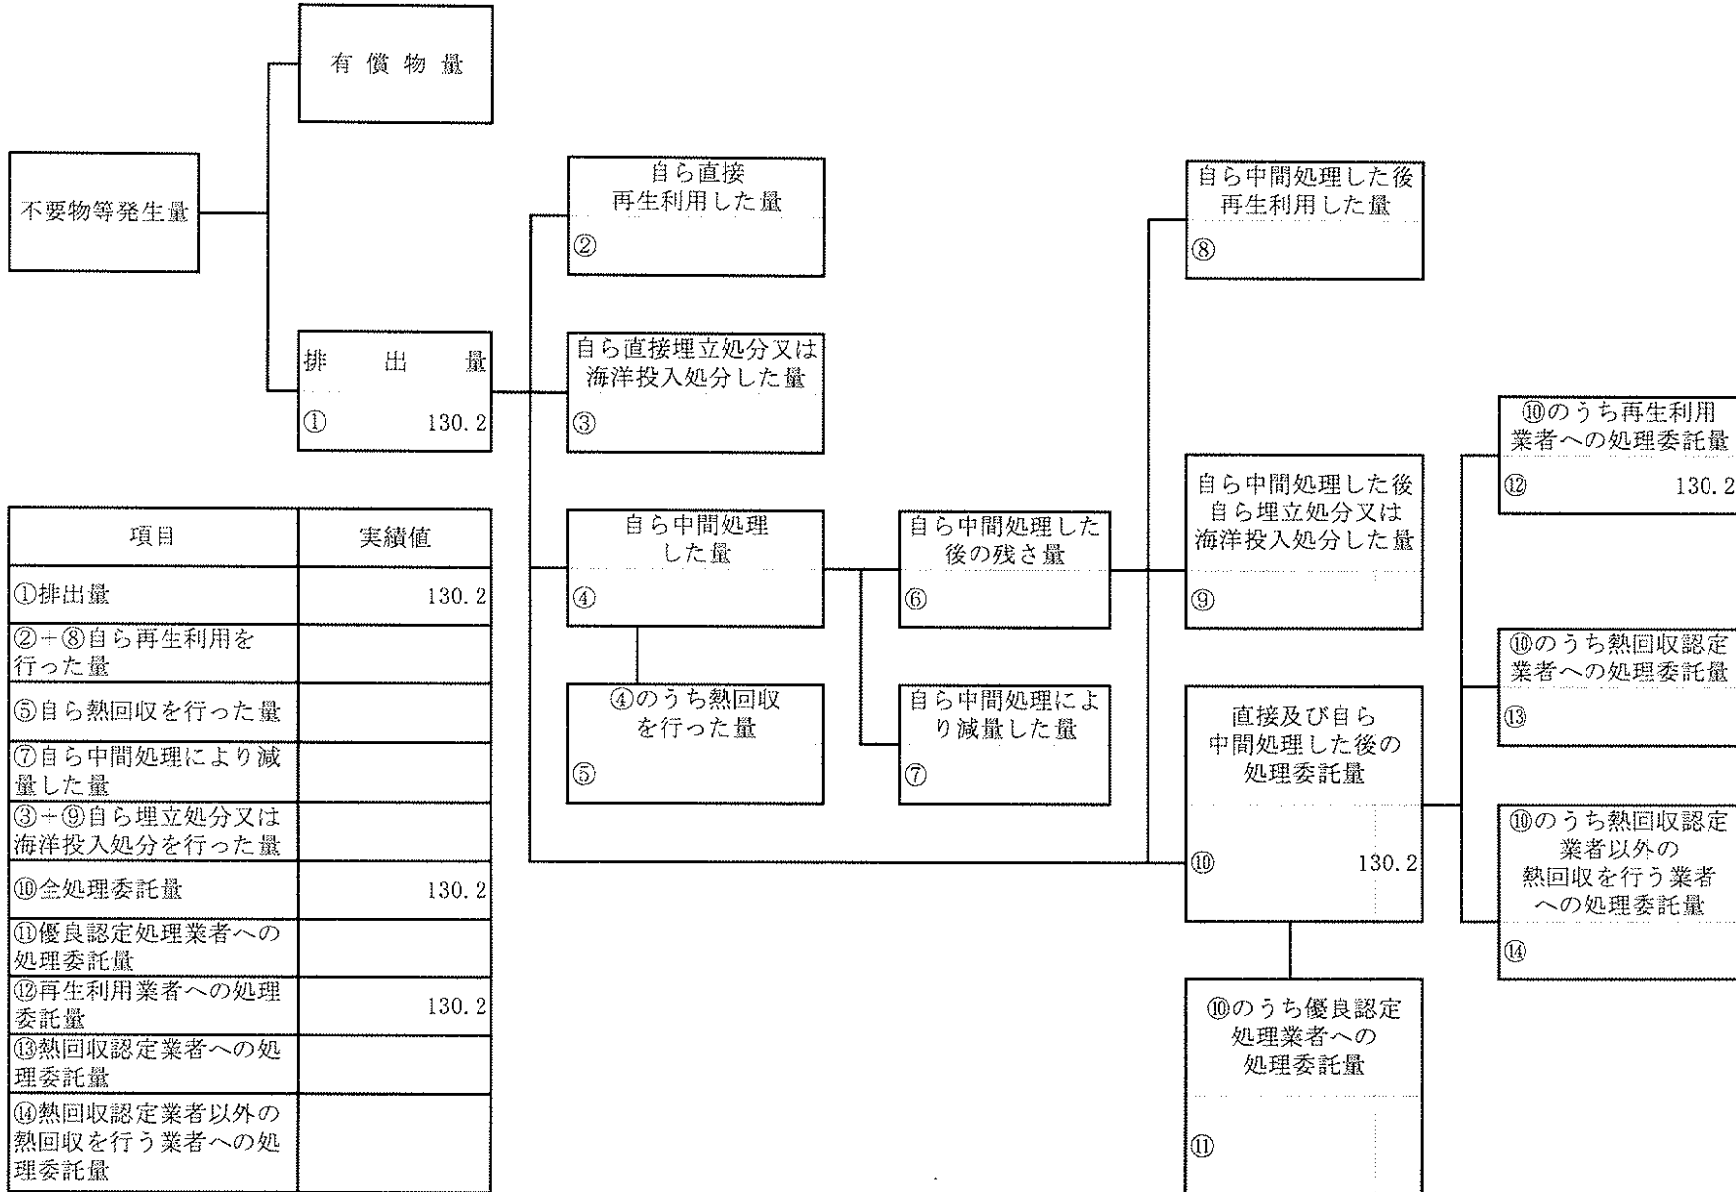 有償物量
不要物等発生量
排出量
① 130.2
自ら直接
再生利用した量
②
自ら直接埋立処分又は
海洋投入処分した量
③
自ら中間処理
した量
④
④のうち熱回収
を行った量
⑤
自ら中間処理した
後の残さ量
⑥
自ら中間処理によ
り減量した量
⑦
自ら中間処理した後
再生利用した量
⑧
自ら中間処理した後
自ら埋立処分又は
海洋投入処分した量
⑨
直接及び自ら
中間処理した後の
処理委託量
⑩ 130.2
⑩のうち優良認定
処理業者への
処理委託量
⑪
⑩のうち再生利用
業者への処理委託量
⑫ 130.2
⑩のうち熱回収認定
業者への処理委託量
⑬
⑩のうち熱回収認定
業者以外の
熱回収を行う業者
への処理委託量
⑭
項目 実績値
①排出量 130.2
②+⑧自ら再生利用を
行った量
⑤自ら熱回収を行った量
⑦自ら中間処理により減
量した量
③+⑨自ら埋立処分又は
海洋投入処分を行った量
⑩全処理委託量 130.2
⑪優良認定処理業者への
処理委託量
⑫再生利用業者への処理
委託量 130.2
⑬熱回収認定業者への処
理委託量
⑭熱回収認定業者以外の
熱回収を行う業者への処
理委託量